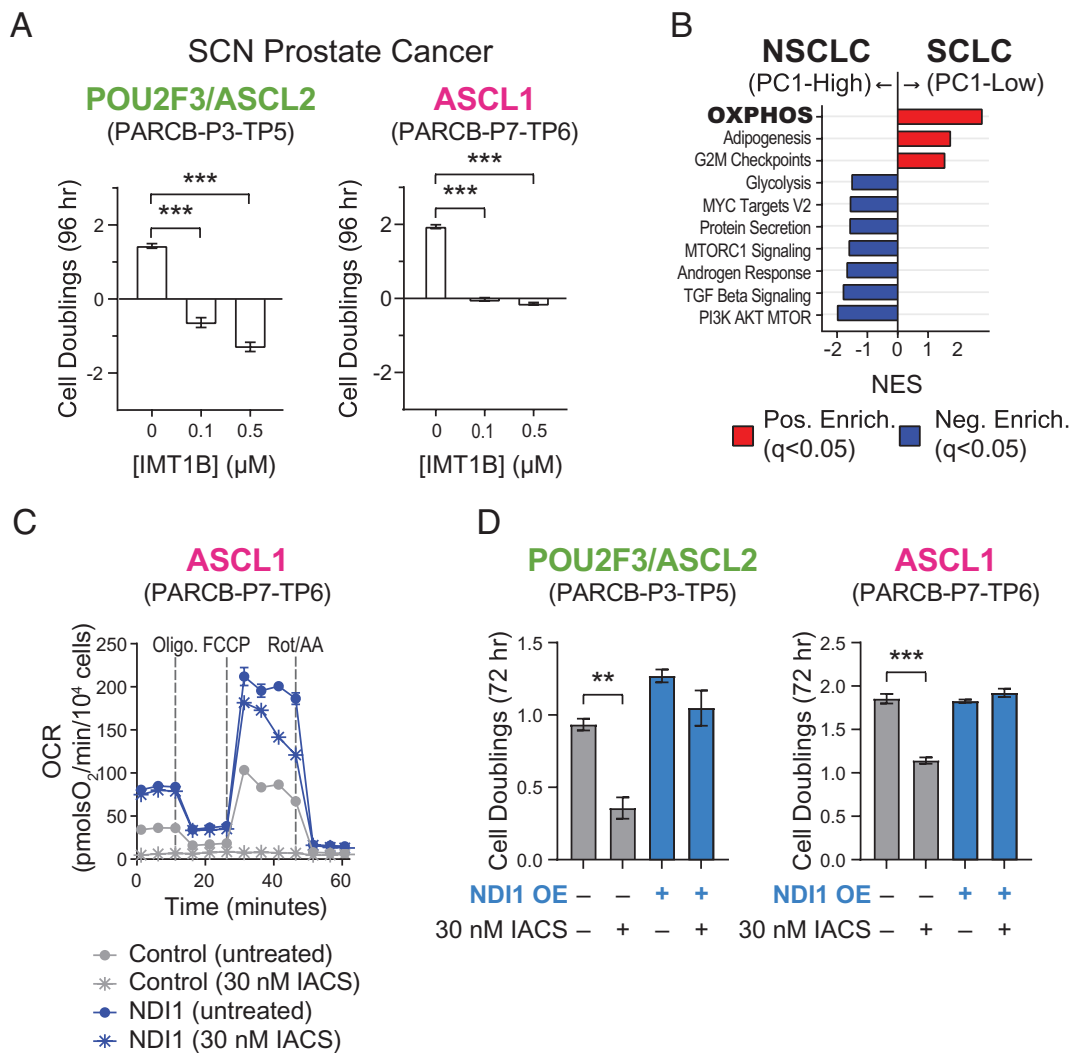 A
SCN Prostate Cancer
POU2F3/ASCL2
(PARCB-P3-TP5)
Cell Doublings (96 hr)
2
0
-2
***
***
0
0.1
0.5
[IMT1B] (µM)
ASCL1
(PARCB-P7-TP6)
Cell Doublings (96 hr)
2
0
-2
***
***
0
0.1
0.5
[IMT1B] (µM)
B
NSCLC
(PC1-High) ←
SCLC
→ (PC1-Low)
OXPHOS
Adipogenesis
G2M Checkpoints
Glycolysis
MYC Targets V2
Protein Secretion
MTORC1 Signaling
Androgen Response
TGF Beta Signaling
PI3K AKT MTOR
-2 -1 0 1 2
NES
Pos. Enrich.
(q<0.05)
Neg. Enrich.
(q<0.05)
C
ASCL1
(PARCB-P7-TP6)
OCR
(pmolsO2/min/10⁴ cells)
250
200
150
100
50
0
Oligo. FCCP Rot/AA
0 20 40 60
Time (minutes)
Control (untreated)
Control (30 nM IACS)
NDI1 (untreated)
NDI1 (30 nM IACS)
D
POU2F3/ASCL2
(PARCB-P3-TP5)
Cell Doublings (72 hr)
1.5
1.0
0.5
0.0
**
NDI1 OE – – + +
30 nM IACS – + – +
ASCL1
(PARCB-P7-TP6)
Cell Doublings (72 hr)
2.5
2.0
1.5
1.0
0.5
0.0
***
NDI1 OE – – + +
30 nM IACS – + – +